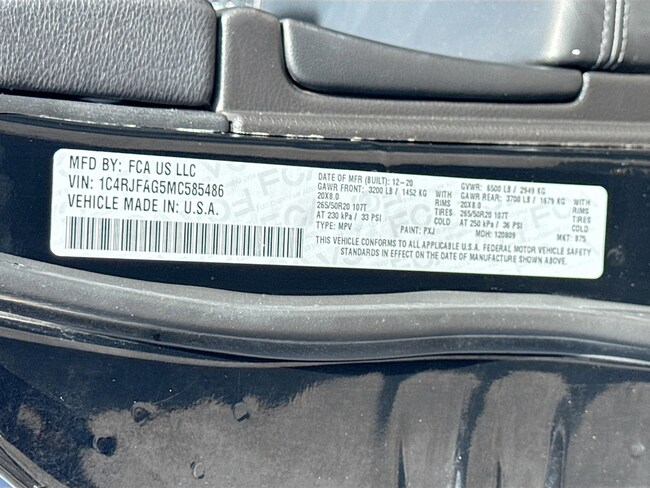 MFD BY: FCA US LLC
VIN: 1C4RJFAG5MC585486
VEHICLE MADE IN: U.S.A.
DATE OF MFR (BUILT): 12-20 GVWR: 6500 LB / 2949 KG
GAWR FRONT: 3200 LB / 1452 KG WITH GAWR REAR: 3700 LB / 1679 KG WITH
20X8.0 RIMS 20X8.0 RIMS
265/50R20 107T TIRES 265/50R20 107T TIRES
AT 230 kPa / 33 PSI COLD AT 250 kPa / 36 PSI COLD
TYPE: MPV PAINT: PXJ MDH: 120909 MKT: 875
THIS VEHICLE CONFORMS TO ALL APPLICABLE U.S.A. FEDERAL MOTOR VEHICLE SAFETY
STANDARDS IN EFFECT ON THE DATE OF MANUFACTURE SHOWN ABOVE.